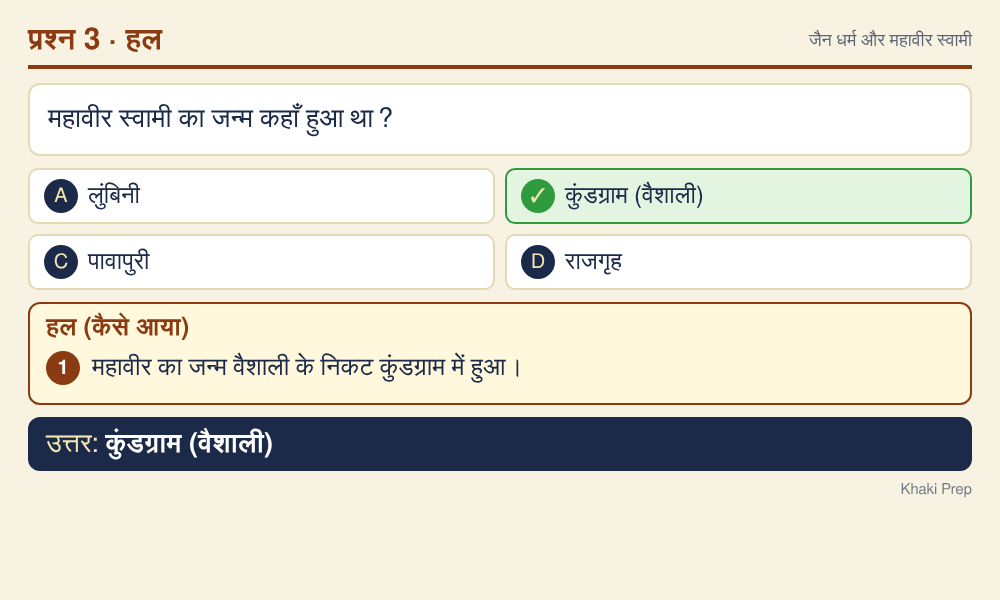 प्रश्न 3 · हल
जैन धर्म और महावीर स्वामी
महावीर स्वामी का जन्म कहाँ हुआ था ?
A लुंबिनी
✓ कुंडग्राम (वैशाली)
C पावापुरी
D राजगृह
हल (कैसे आया)
1 महावीर का जन्म वैशाली के निकट कुंडग्राम में हुआ ।
उत्तर: कुंडग्राम (वैशाली)
Khaki Prep